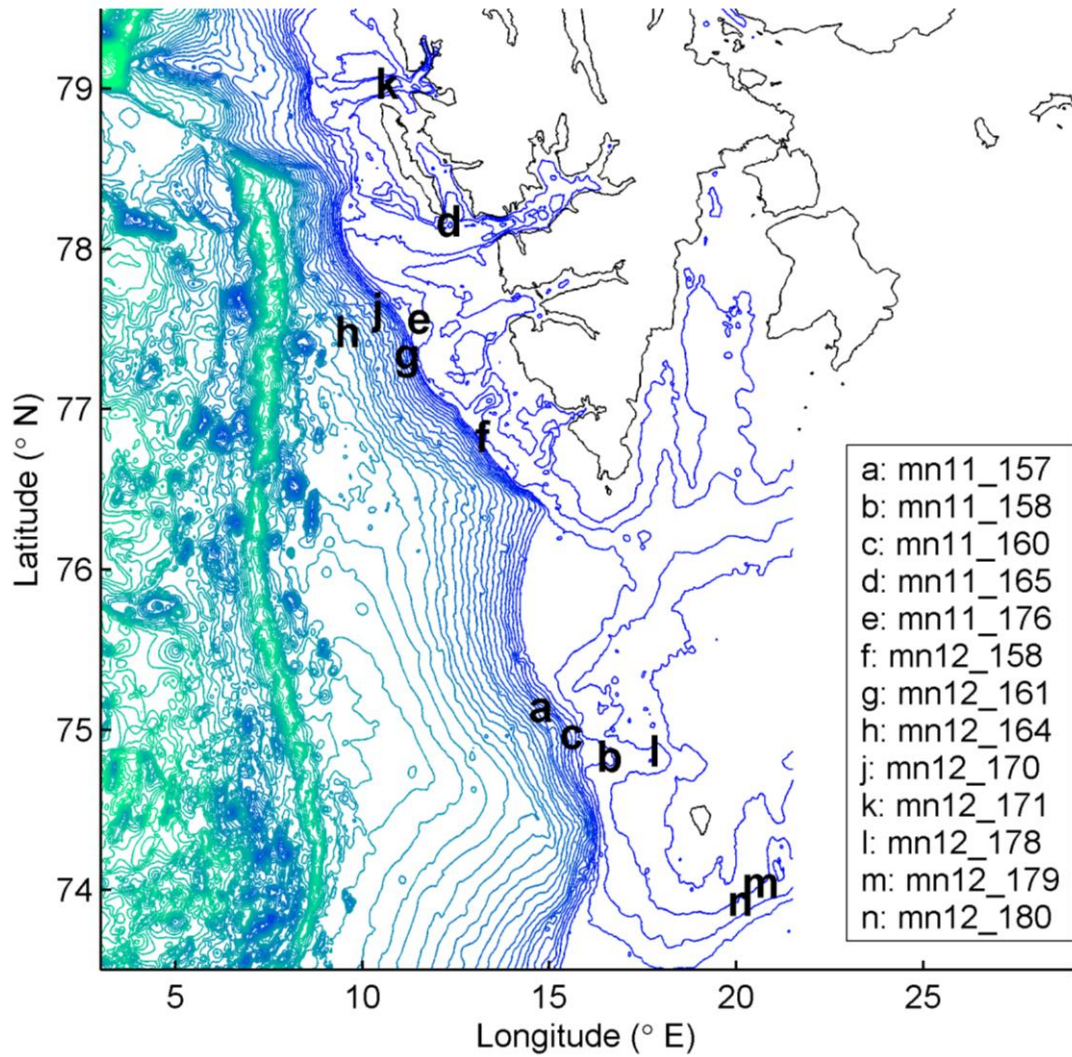 79
78
77
76
75
74
Latitude (° N)
k
d
j
e
h
g
f
a
c
b
l
m
n
a: mn11_157
b: mn11_158
c: mn11_160
d: mn11_165
e: mn11_176
f: mn12_158
g: mn12_161
h: mn12_164
j: mn12_170
k: mn12_171
l: mn12_178
m: mn12_179
n: mn12_180
5 10 15 20 25
Longitude (° E)